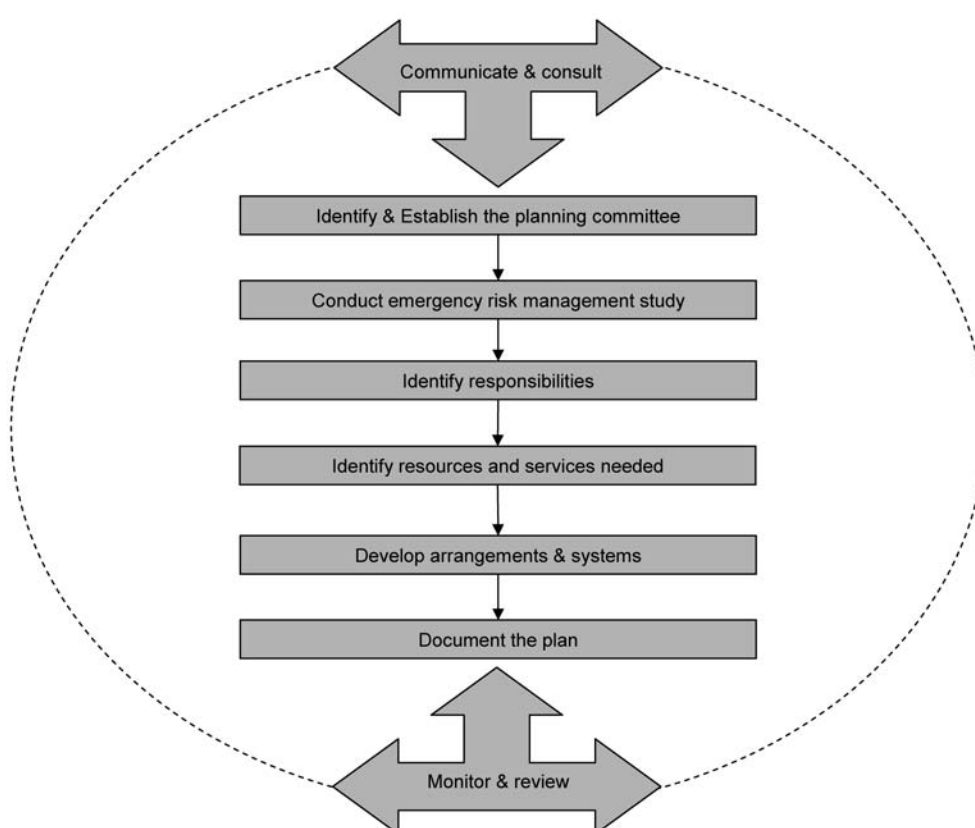 Communicate & consult
Identify & Establish the planning committee
Conduct emergency risk management study
Identify responsibilities
Identify resources and services needed
Develop arrangements & systems
Document the plan
Monitor & review